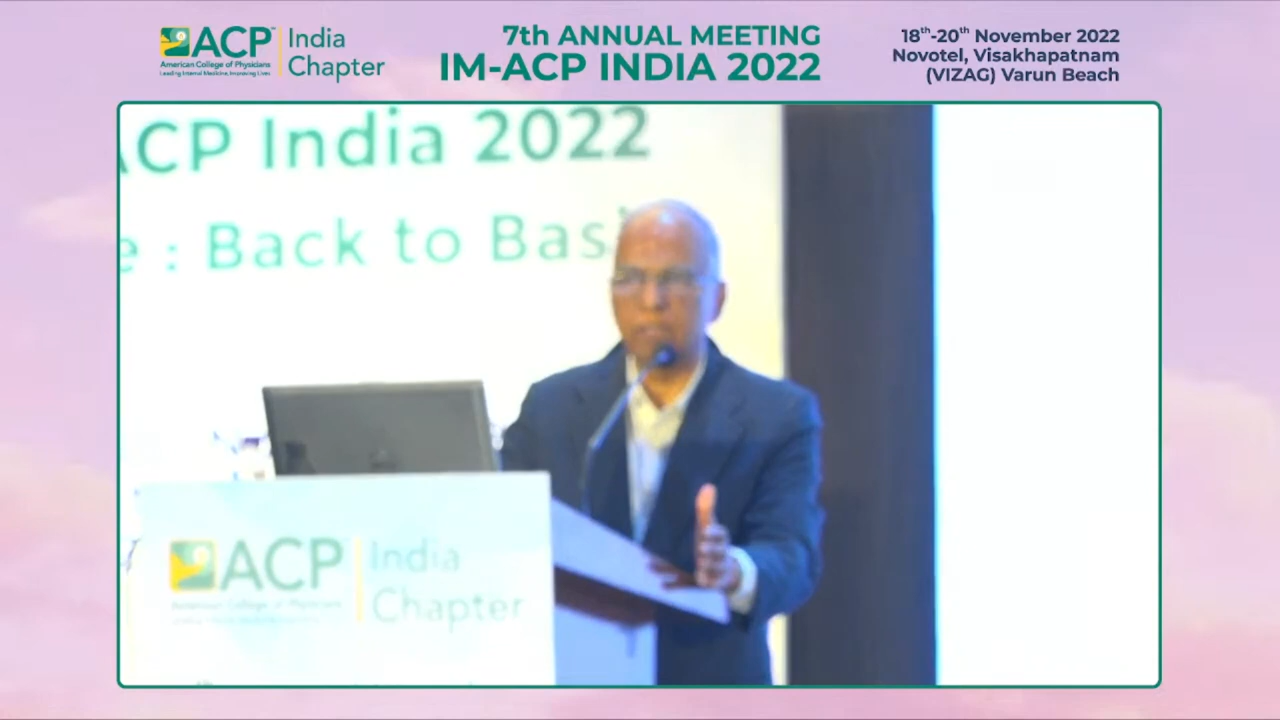 ACP
American College of Physicians
Leading Internal Medicine, Improving Lives
India
Chapter
7th ANNUAL MEETING
IM-ACP INDIA 2022
18th-20th November 2022
Novotel, Visakhapatnam
(VIZAG) Varun Beach
ACP India 2022
: Back to Bas
ACP
American College of Physicians
India
Chapter